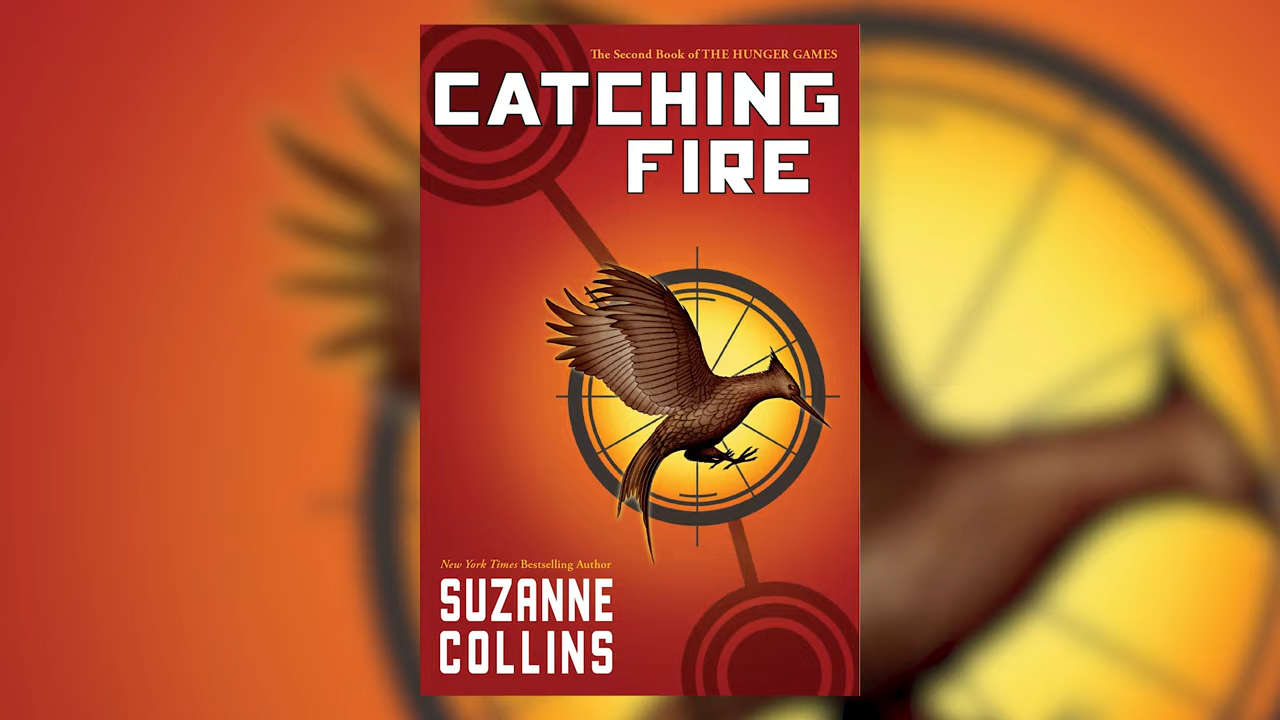 The Second Book of THE HUNGER GAMES
CATCHING
FIRE
New York Times Bestselling Author
SUZANNE
COLLINS